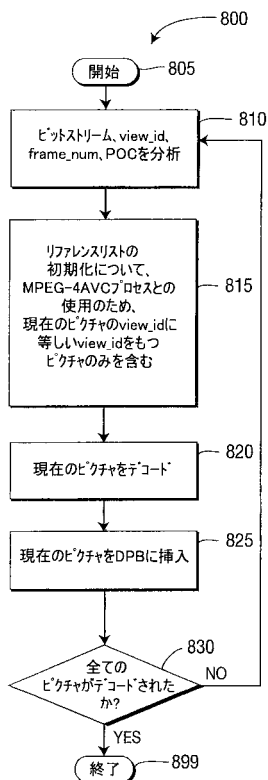 800
開始
805
ビットストリーム、view_id、
frame_num、POCを分析
810
リファレンスリストの
初期化について、
MPEG-4AVCプロセスとの
使用のため、
現在のピクチャのview_idに
等しいview_idをもつ
ピクチャのみを含む
815
現在のピクチャをデコード
820
現在のピクチャをDPBに挿入
825
全ての
ピクチャがデコードされた
か?
830
NO
YES
終了
899